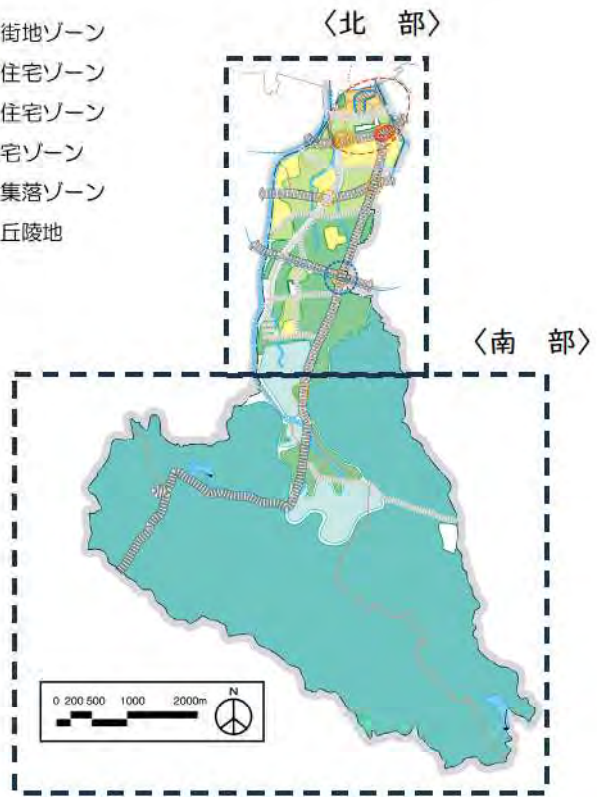 〈北　部〉
街地ゾーン
住宅ゾーン
住宅ゾーン
宅ゾーン
集落ゾーン
丘陵地
〈南　部〉
0 200 500 1000 2000m
N